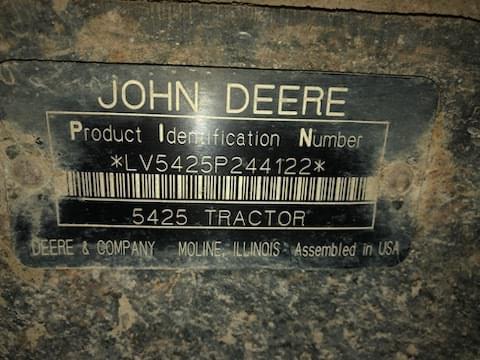 JOHN DEERE
Product Identification Number
*LV5425P244122*
5425 TRACTOR
DEERE & COMPANY MOLINE, ILLINOIS Assembled in USA